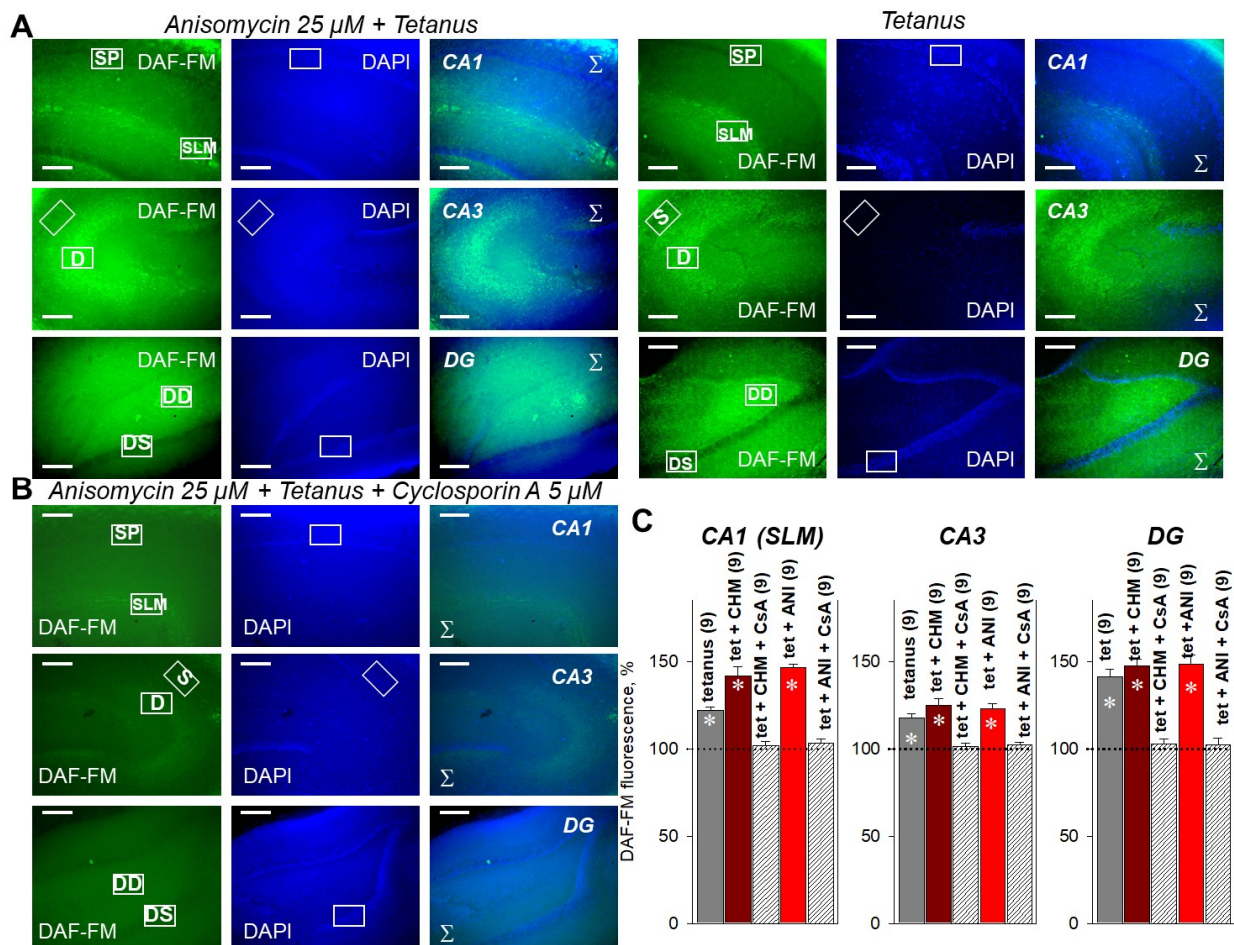 A
Anisomycin 25 µM + Tetanus
Tetanus
SP
DAF-FM
SLM
DAPI
CA1
Σ
SP
SLM
DAF-FM
DAPI
CA1
Σ
DAF-FM
D
DAPI
CA3
Σ
S
D
DAF-FM
DAPI
CA3
Σ
DAF-FM
DD
DS
DAPI
DG
Σ
DD
DS
DAF-FM
DAPI
DG
Σ
B
Anisomycin 25 µM + Tetanus + Cyclosporin A 5 µM
SP
SLM
DAF-FM
DAPI
CA1
Σ
S
D
DAF-FM
DAPI
CA3
Σ
DD
DS
DAF-FM
DAPI
DG
Σ
C
CA1 (SLM)
CA3
DG
DAF-FM fluorescence, %
150
100
50
0
tetanus (9)
tet + CHM (9)
tet + CHM + CsA (9)
tet + ANI (9)
tet + ANI + CsA (9)
*
*
*
150
100
50
0
tetanus (9)
tet + CHM (9)
tet + CHM + CsA (9)
tet + ANI (9)
tet + ANI + CsA (9)
*
*
*
150
100
50
0
tet (9)
tet + CHM (9)
tet + CHM + CsA (9)
tet +ANI (9)
tet + ANI + CsA (9)
*
*
*